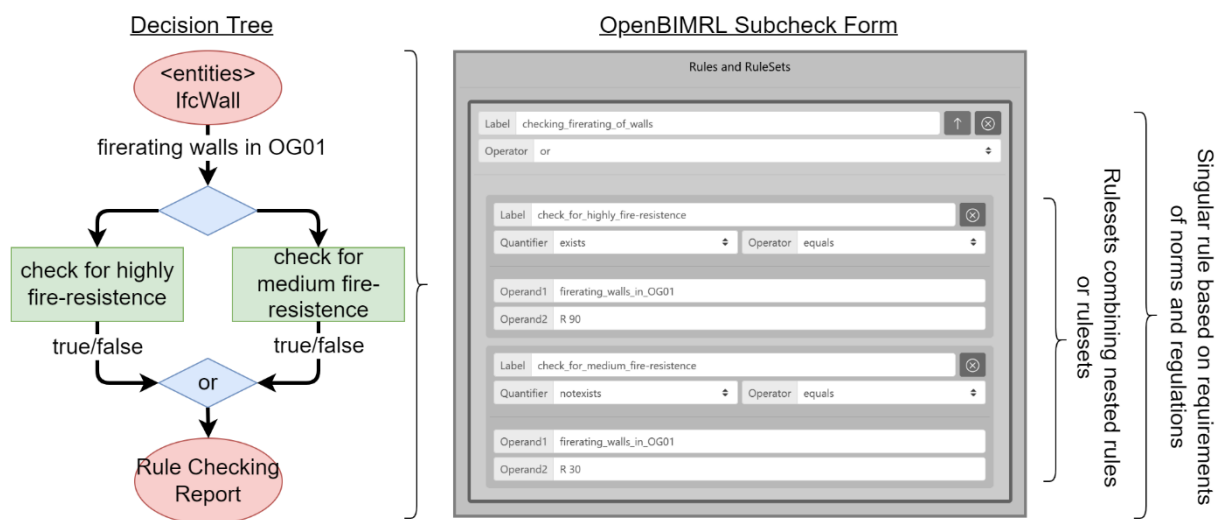 Decision Tree
<entities>
IfcWall
firerating walls in OG01
check for highly
fire-resistence
check for
medium fire-
resistence
true/false
true/false
or
Rule Checking
Report
OpenBIMRL Subcheck Form
Rules and RuleSets
Label checking_firerating_of_walls
Operator or
Label check_for_highly_fire-resistence
Quantifier exists Operator equals
Operand1 firerating_walls_in_OG01
Operand2 R 90
Label check_for_medium_fire-resistence
Quantifier notexists Operator equals
Operand1 firerating_walls_in_OG01
Operand2 R 30
Rulesets combining nested rules
or rulesets
Singular rule based on requirements
of norms and regulations